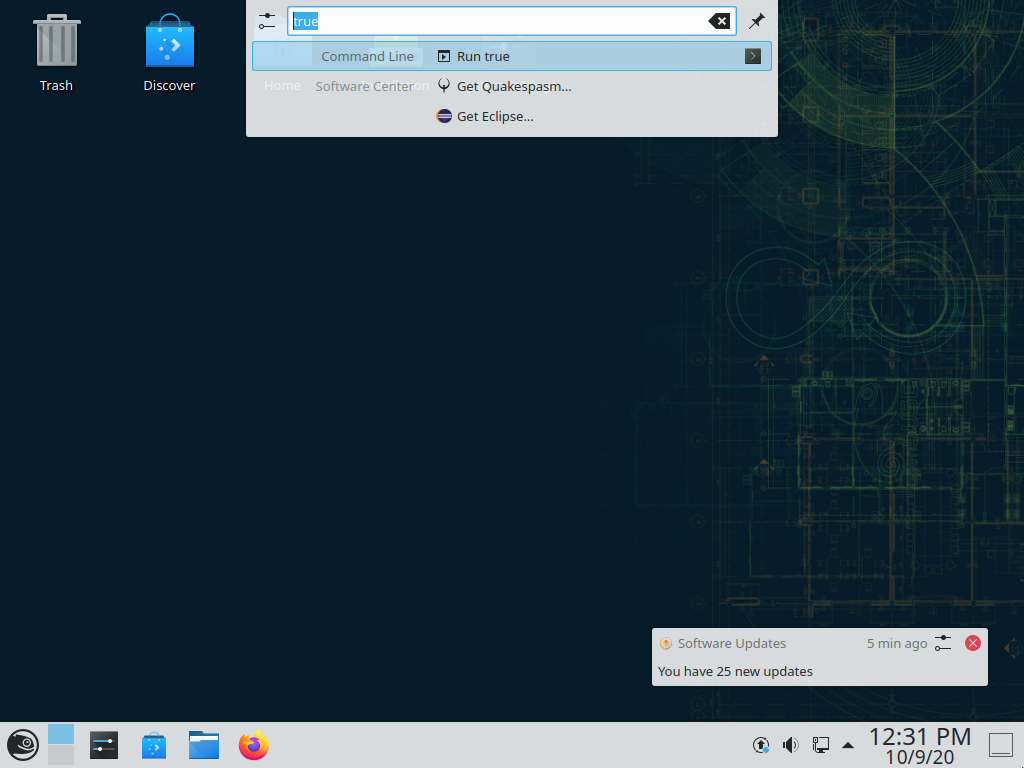 true
Command Line
Run true
Software Center
Get Quakespasm...
Get Eclipse...
Trash
Discover
Home
Software Updates
5 min ago
You have 25 new updates
12:31 PM
10/9/20